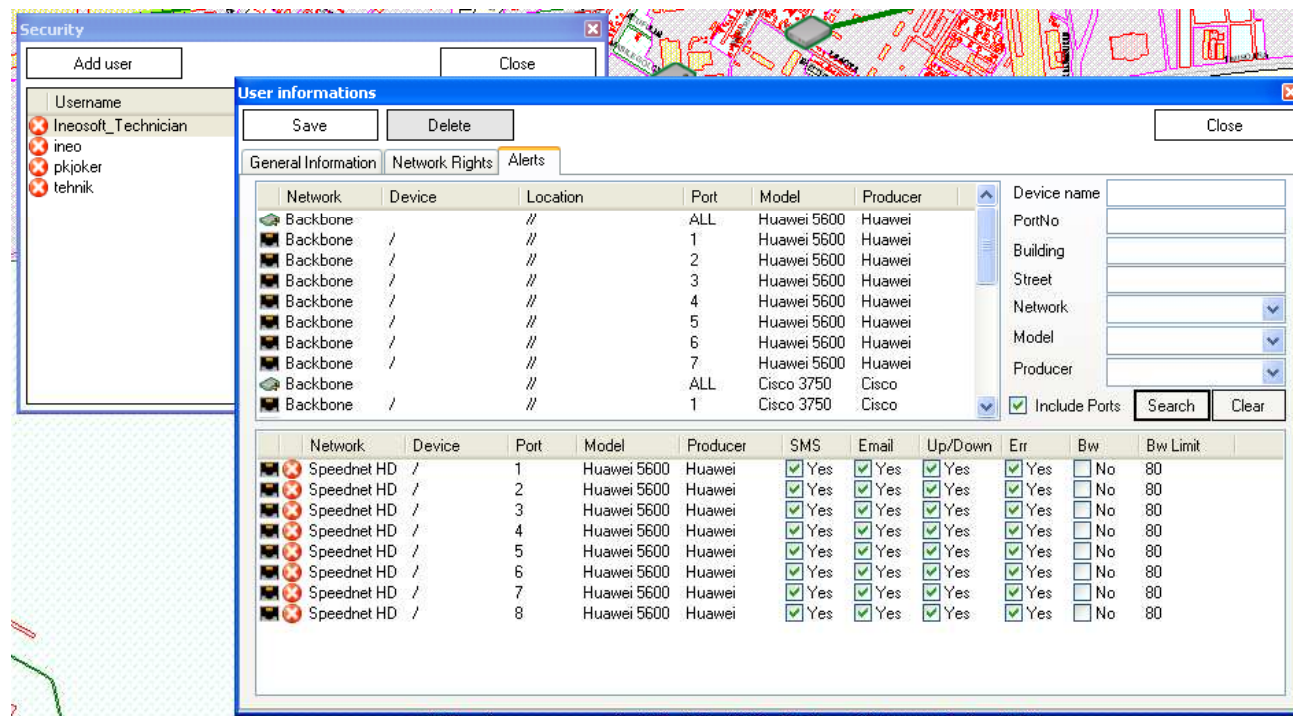 Security
Add user
Close
Username
Ineosoft_Technician
ineo
pkjoker
tehnik
User informations
Save Delete Close
General Information Network Rights Alerts
Network Device Location Port Model Producer
Backbone // ALL Huawei 5600 Huawei
Backbone / // 1 Huawei 5600 Huawei
Backbone / // 2 Huawei 5600 Huawei
Backbone / // 3 Huawei 5600 Huawei
Backbone / // 4 Huawei 5600 Huawei
Backbone / // 5 Huawei 5600 Huawei
Backbone / // 6 Huawei 5600 Huawei
Backbone / // 7 Huawei 5600 Huawei
Backbone // ALL Cisco 3750 Cisco
Backbone / // 1 Cisco 3750 Cisco
Device name
PortNo
Building
Street
Network
Model
Producer
Include Ports Search Clear
Network Device Port Model Producer SMS Email Up/Down Err Bw Bw Limit
Speednet HD / 1 Huawei 5600 Huawei Yes Yes Yes Yes No 80
Speednet HD / 2 Huawei 5600 Huawei Yes Yes Yes Yes No 80
Speednet HD / 3 Huawei 5600 Huawei Yes Yes Yes Yes No 80
Speednet HD / 4 Huawei 5600 Huawei Yes Yes Yes Yes No 80
Speednet HD / 5 Huawei 5600 Huawei Yes Yes Yes Yes No 80
Speednet HD / 6 Huawei 5600 Huawei Yes Yes Yes Yes No 80
Speednet HD / 7 Huawei 5600 Huawei Yes Yes Yes Yes No 80
Speednet HD / 8 Huawei 5600 Huawei Yes Yes Yes Yes No 80